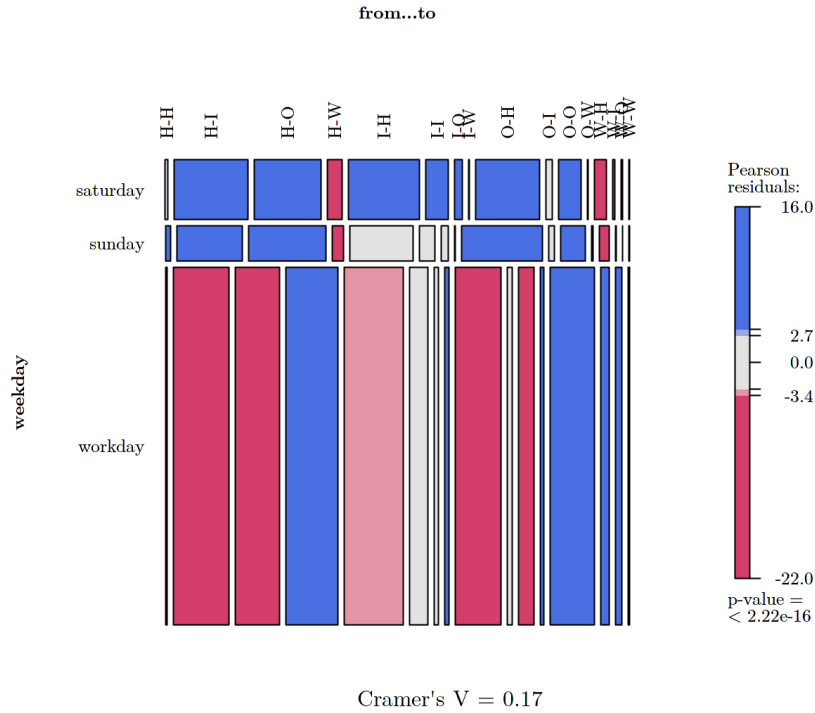 from...to
H-H
H-I
H-O
H-W
I-H
I-I
I-O
I-W
O-H
O-I
O-O
O-W
W-H
W-I
W-O
W-W
saturday
sunday
workday
weekday
Pearson
residuals:
16.0
2.7
0.0
-3.4
-22.0
p-value =
< 2.22e-16
Cramer's V = 0.17